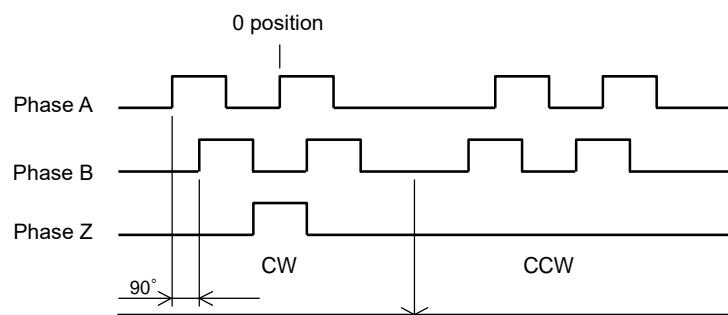 0 position
Phase A
Phase B
Phase Z
CW
CCW
90°